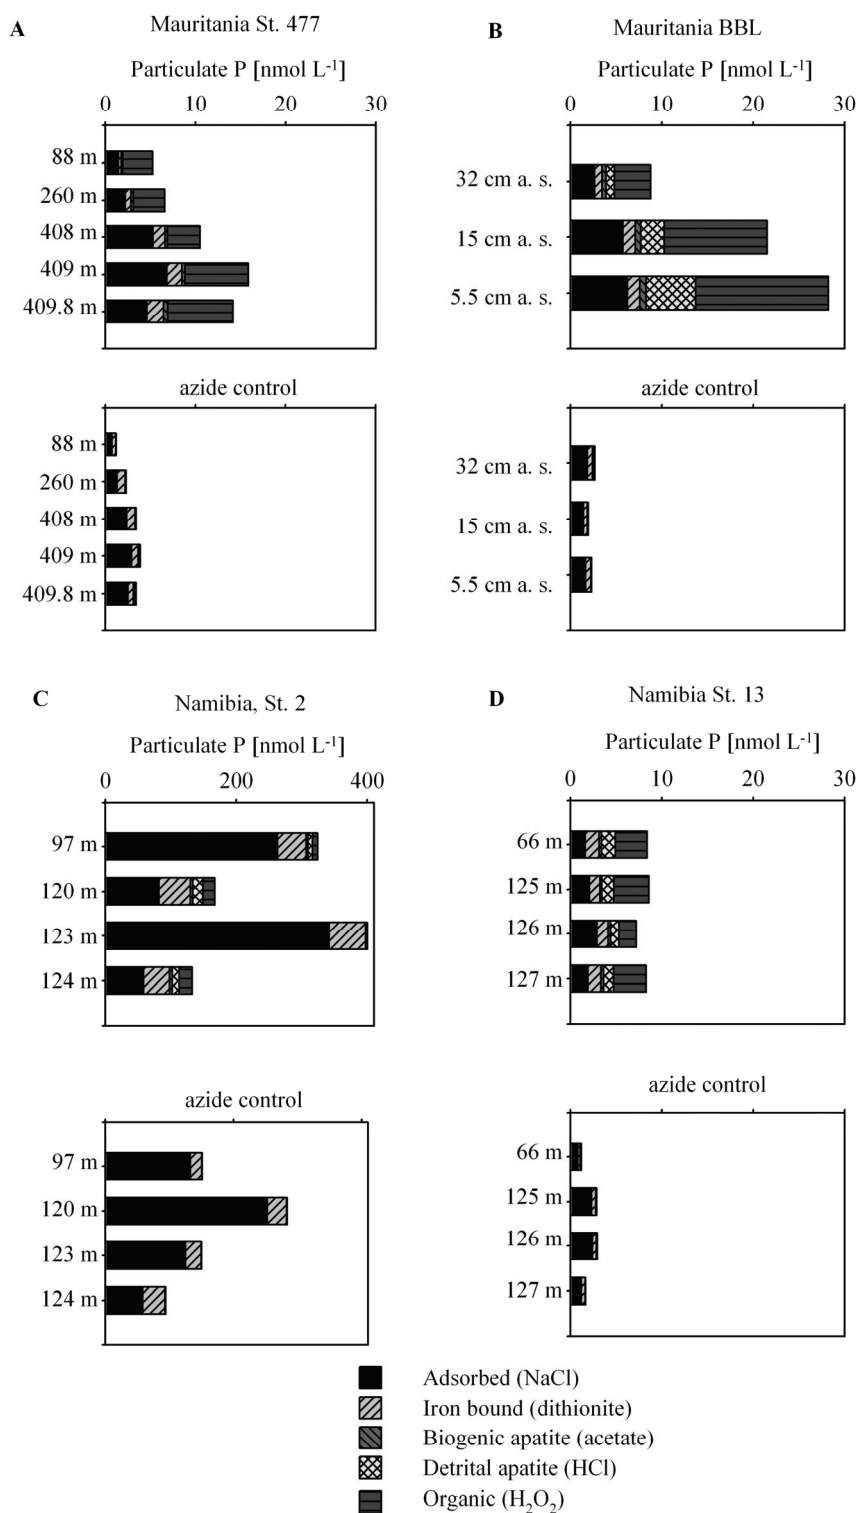 A
Mauritania St. 477
Particulate P [nmol L⁻¹]
0 10 20 30
88 m
260 m
408 m
409 m
409.8 m
azide control
88 m
260 m
408 m
409 m
409.8 m
B
Mauritania BBL
Particulate P [nmol L⁻¹]
0 10 20 30
32 cm a. s.
15 cm a. s.
5.5 cm a. s.
azide control
32 cm a. s.
15 cm a. s.
5.5 cm a. s.
C
Namibia, St. 2
Particulate P [nmol L⁻¹]
0 200 400
97 m
120 m
123 m
124 m
azide control
97 m
120 m
123 m
124 m
D
Namibia St. 13
Particulate P [nmol L⁻¹]
0 10 20 30
66 m
125 m
126 m
127 m
azide control
66 m
125 m
126 m
127 m
Adsorbed (NaCl)
Iron bound (dithionite)
Biogenic apatite (acetate)
Detrital apatite (HCl)
Organic (H₂O₂)